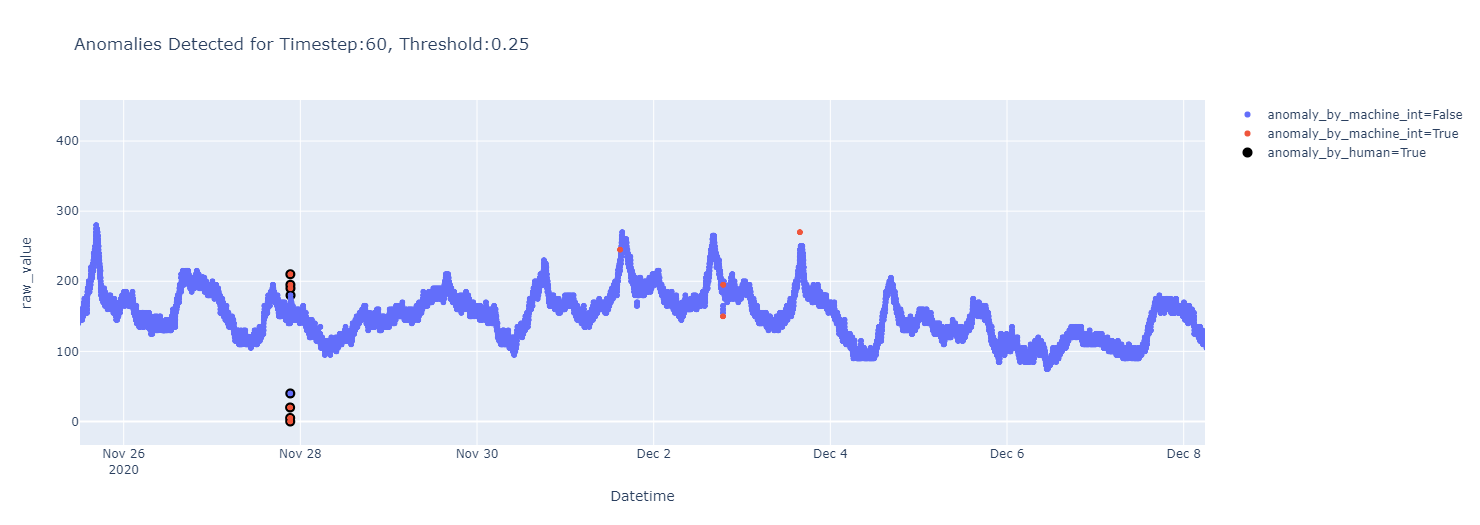 Anomalies Detected for Timestep:60, Threshold:0.25
anomaly_by_machine_int=False
anomaly_by_machine_int=True
anomaly_by_human=True
raw_value
400
300
200
100
0
Nov 26
2020
Nov 28
Nov 30
Dec 2
Dec 4
Dec 6
Dec 8
Datetime